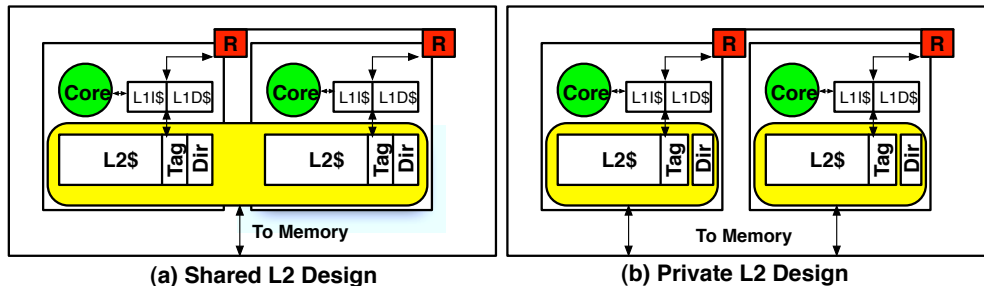 R R
Core L1I$ L1D$ Core L1I$ L1D$
L2$ Tag Dir L2$ Tag Dir
To Memory
(a) Shared L2 Design
R R
Core L1I$ L1D$ Core L1I$ L1D$
L2$ Tag Dir L2$ Tag Dir
To Memory
(b) Private L2 Design